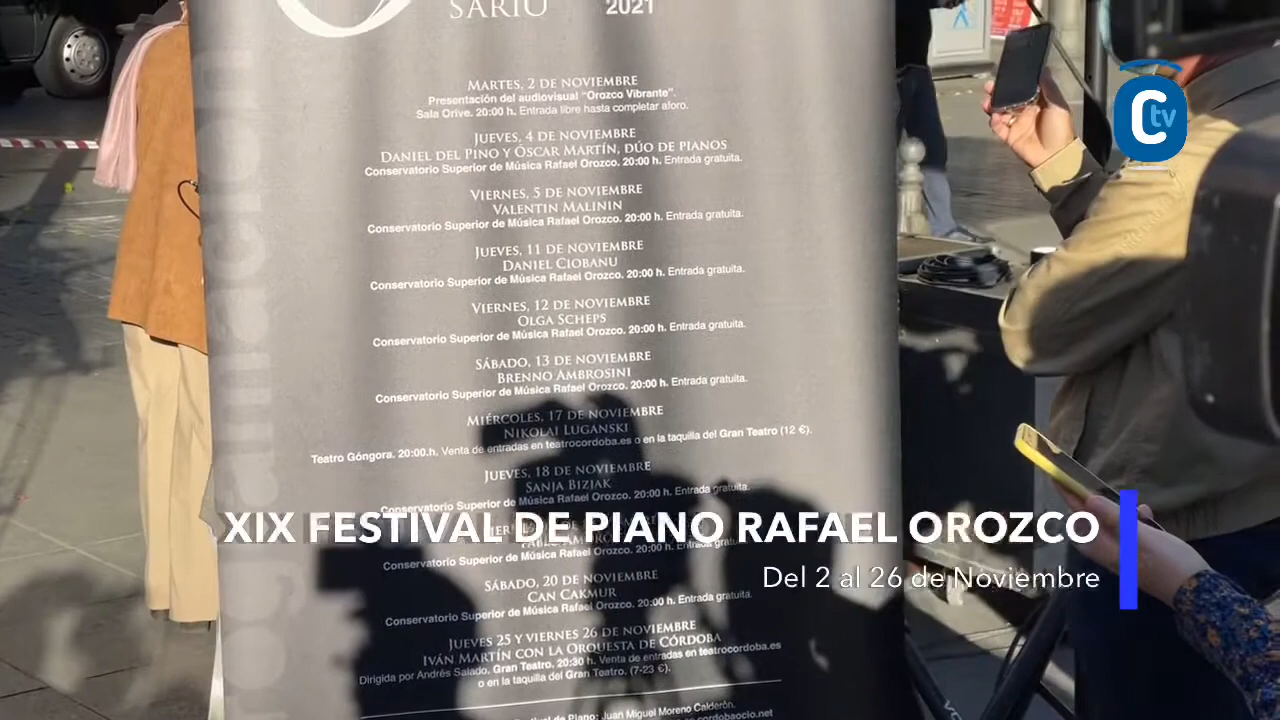 SARIO
2021
MARTES, 2 DE NOVIEMBRE
Presentación del audiovisual "Orozco Vibrante".
Sala Orive. 20:00 h. Entrada libre hasta completar aforo.
JUEVES, 4 DE NOVIEMBRE
DANIEL DEL PINO Y ÓSCAR MARTÍN, DÚO DE PIANOS
Conservatorio Superior de Música Rafael Orozco. 20:00 h. Entrada gratuita.
VIERNES, 5 DE NOVIEMBRE
VALENTIN MALININ
Conservatorio Superior de Música Rafael Orozco. 20:00 h. Entrada gratuita.
JUEVES, 11 DE NOVIEMBRE
DANIEL CIOBANU
Conservatorio Superior de Música Rafael Orozco. 20:00 h. Entrada gratuita.
VIERNES, 12 DE NOVIEMBRE
OLGA SCHEPS
Conservatorio Superior de Música Rafael Orozco. 20:00 h. Entrada gratuita.
SÁBADO, 13 DE NOVIEMBRE
BRENNO AMBROSINI
Conservatorio Superior de Música Rafael Orozco. 20:00 h. Entrada gratuita.
MIÉRCOLES, 17 DE NOVIEMBRE
NIKOLAI LUGANSKI
Teatro Góngora. 20:00.h. Venta de entradas en teatrocordoba.es o en la taquilla del Gran Teatro (12 €).
JUEVES, 18 DE NOVIEMBRE
SANJA BIZJAK
Conservatorio Superior de Música Rafael Orozco. 20:00 h. Entrada gratuita.
XIX FESTIVAL DE PIANO RAFAEL OROZCO
Conservatorio Superior de Música Rafael Orozco. 20:00 h. Entrada gratuita.
Del 2 al 26 de Noviembre
SÁBADO, 20 DE NOVIEMBRE
CAN CAKMUR
Conservatorio Superior de Música Rafael Orozco. 20:00 h. Entrada gratuita.
JUEVES 25 Y VIERNES 26 DE NOVIEMBRE
IVÁN MARTÍN CON LA ORQUESTA DE CÓRDOBA
Dirigida por Andrés Salado. Gran Teatro. 20:30 h. Venta de entradas en teatrocordoba.es
o en la taquilla del Gran Teatro. (7-23 €).
de Piano: Juan Miguel Moreno Calderón.
cordobaocio.net
Ctv